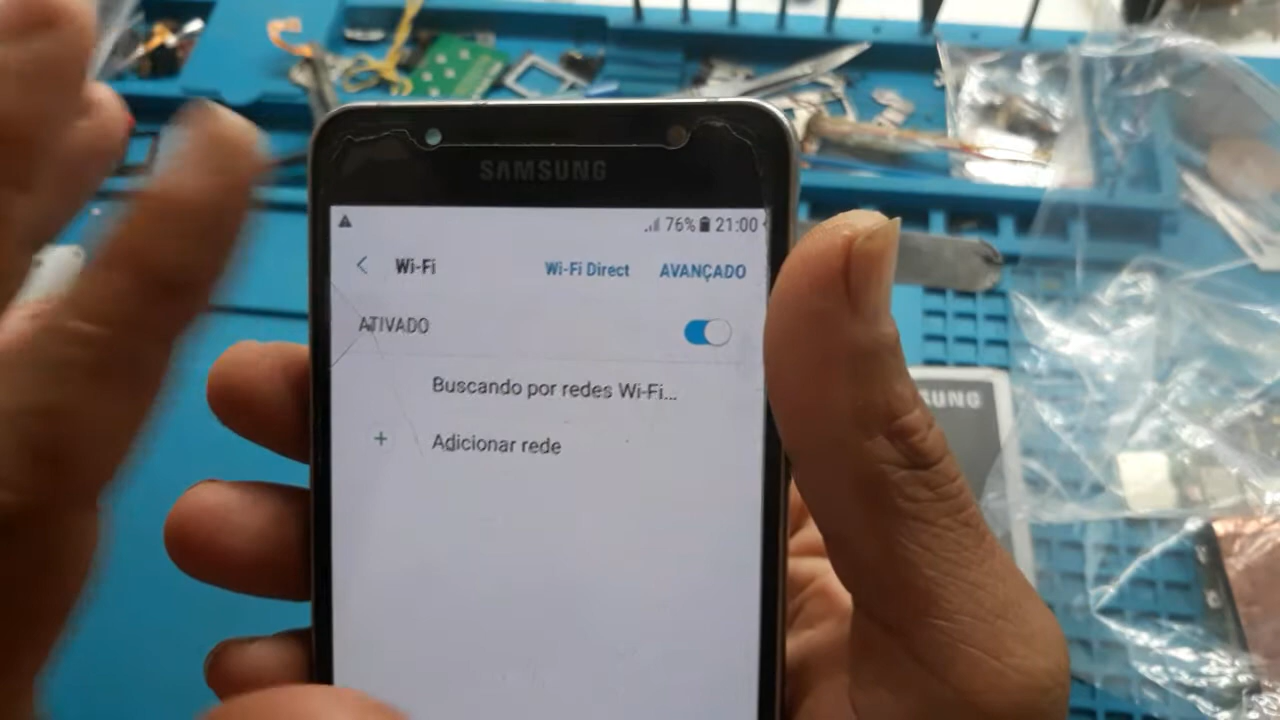 SAMSUNG
76% 21:00
Wi-Fi Wi-Fi Direct AVANÇADO
ATIVADO
Buscando por redes Wi-Fi...
+ Adicionar rede
SUNG